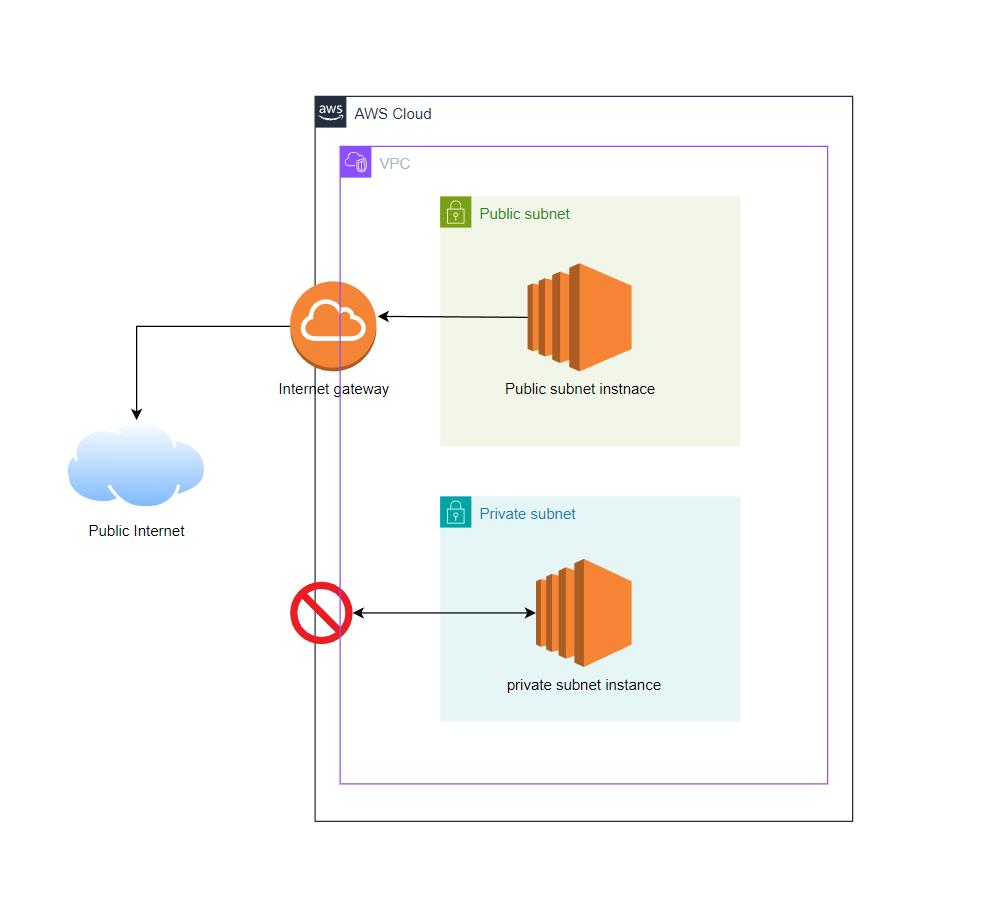 aws
AWS Cloud
VPC
Public subnet
Internet gateway
Public subnet instnace
Public Internet
Private subnet
private subnet instance